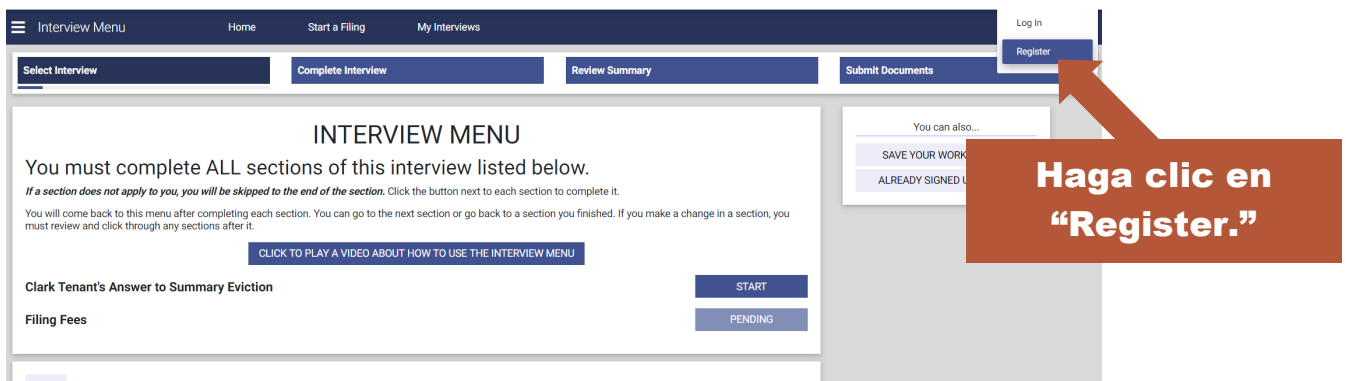 Interview Menu Home Start a Filing My Interviews
Log In
Register
Select Interview Complete Interview Review Summary Submit Documents
INTERVIEW MENU
You must complete ALL sections of this interview listed below.
If a section does not apply to you, you will be skipped to the end of the section. Click the button next to each section to complete it.
You will come back to this menu after completing each section. You can go to the next section or go back to a section you finished. If you make a change in a section, you
must review and click through any sections after it.
CLICK TO PLAY A VIDEO ABOUT HOW TO USE THE INTERVIEW MENU
Clark Tenant's Answer to Summary Eviction START
Filing Fees PENDING
You can also...
SAVE YOUR WORK
ALREADY SIGNED
Haga clic en
“Register.”